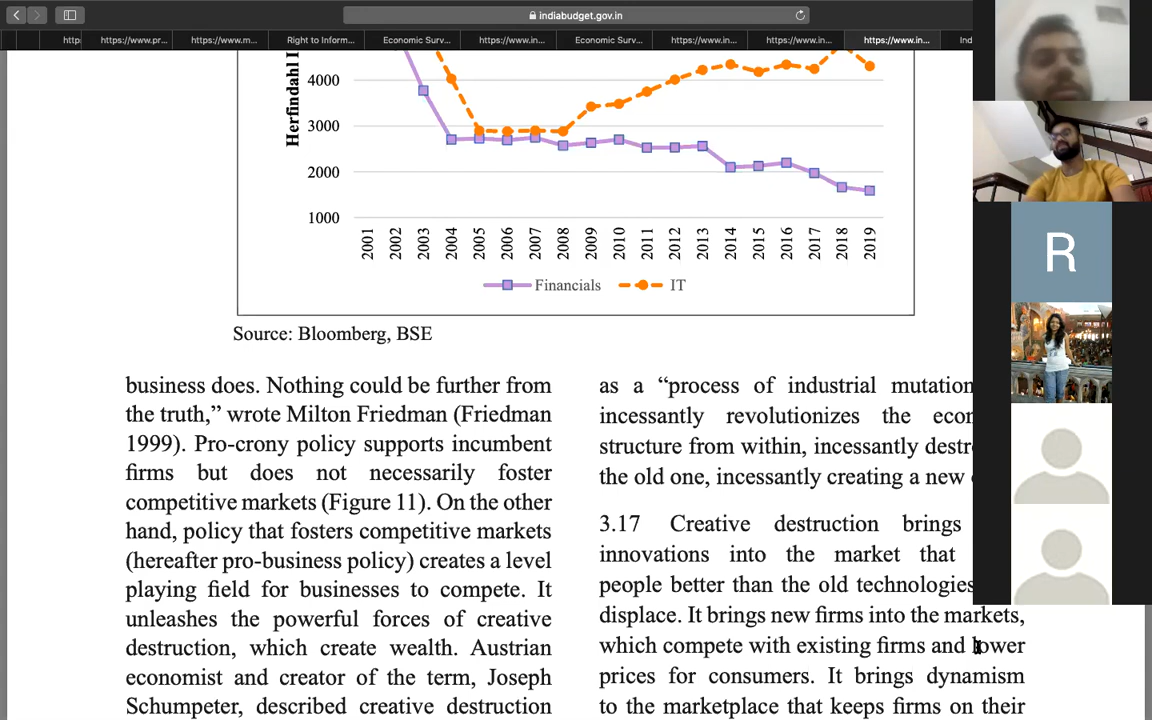 indiabudget.gov.in
http
https://www.pr...
https://www.m...
Right to Inform...
Economic Surv...
https://www.in...
Economic Surv...
https://www.in...
https://www.in...
https://www.in...
Ind
Herfindahl I
4000
3000
2000
1000
2001 2002 2003 2004 2005 2006 2007 2008 2009 2010 2011 2012 2013 2014 2015 2016 2017 2018 2019
Financials IT
Source: Bloomberg, BSE
business does. Nothing could be further from
the truth,” wrote Milton Friedman (Friedman
1999). Pro-crony policy supports incumbent
firms but does not necessarily foster
competitive markets (Figure 11). On the other
hand, policy that fosters competitive markets
(hereafter pro-business policy) creates a level
playing field for businesses to compete. It
unleashes the powerful forces of creative
destruction, which create wealth. Austrian
economist and creator of the term, Joseph
Schumpeter, described creative destruction
as a “process of industrial mutation
incessantly revolutionizes the econ
structure from within, incessantly destr
the old one, incessantly creating a new
3.17 Creative destruction brings
innovations into the market that
people better than the old technologies
displace. It brings new firms into the markets,
which compete with existing firms and lower
prices for consumers. It brings dynamism
to the marketplace that keeps firms on their
R